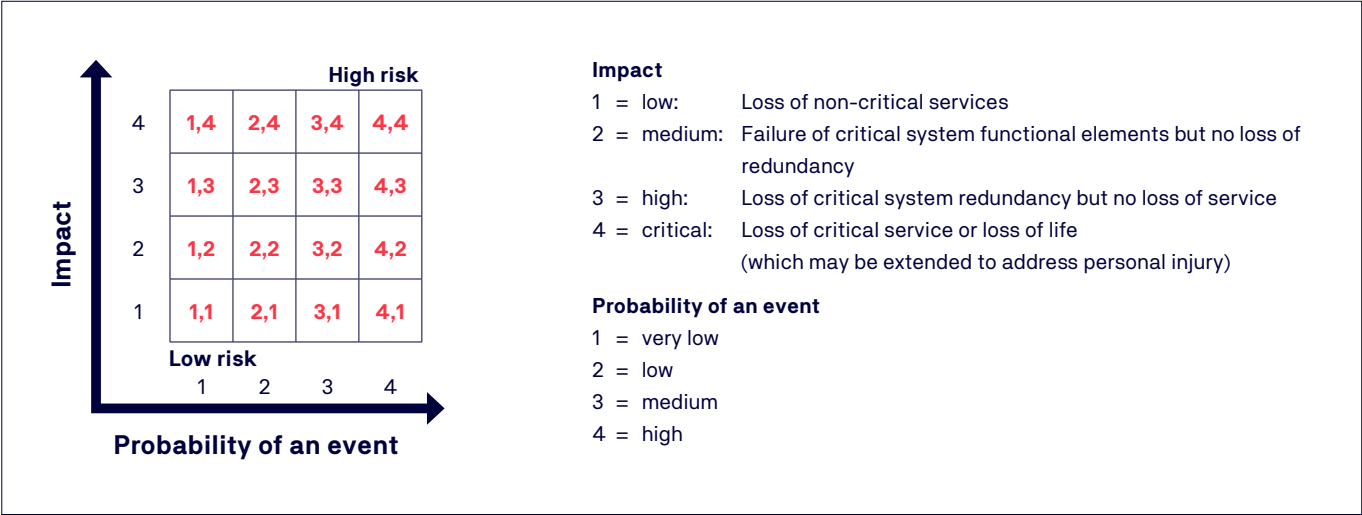 High risk
4 1,4 2,4 3,4 4,4
3 1,3 2,3 3,3 4,3
2 1,2 2,2 3,2 4,2
1 1,1 2,1 3,1 4,1
Low risk
1 2 3 4
Impact
Probability of an event
Impact
1 = low: Loss of non-critical services
2 = medium: Failure of critical system functional elements but no loss of
redundancy
3 = high: Loss of critical system redundancy but no loss of service
4 = critical: Loss of critical service or loss of life
(which may be extended to address personal injury)
Probability of an event
1 = very low
2 = low
3 = medium
4 = high